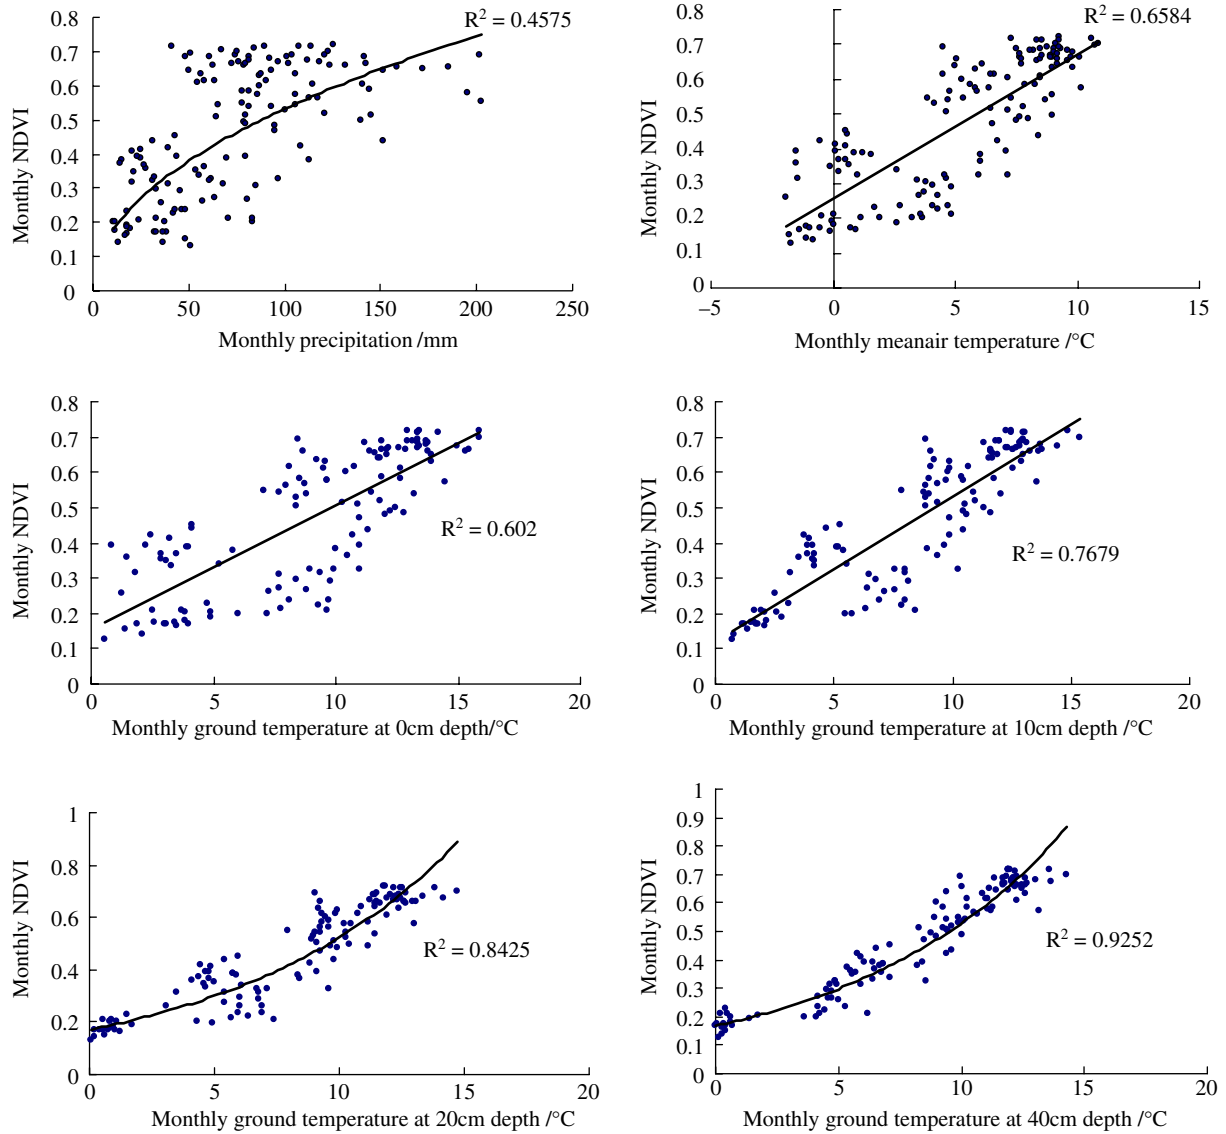 R² = 0.4575
0.8
0.7
0.6
0.5
0.4
0.3
0.2
0.1
0
Monthly NDVI
0 50 100 150 200 250
Monthly precipitation /mm
R² = 0.6584
0.8
0.7
0.6
0.5
0.4
0.3
0.2
0.1
0
Monthly NDVI
–5 0 5 10 15
Monthly meanair temperature /°C
0.8
0.7
0.6
0.5
0.4
0.3
0.2
0.1
0
Monthly NDVI
R² = 0.602
0 5 10 15 20
Monthly ground temperature at 0cm depth/°C
0.8
0.7
0.6
0.5
0.4
0.3
0.2
0.1
0
Monthly NDVI
R² = 0.7679
0 5 10 15 20
Monthly ground temperature at 10cm depth /°C
1
0.8
0.6
0.4
0.2
0
Monthly NDVI
R² = 0.8425
0 5 10 15 20
Monthly ground temperature at 20cm depth /°C
1
0.9
0.8
0.7
0.6
0.5
0.4
0.3
0.2
0.1
0
Monthly NDVI
R² = 0.9252
0 5 10 15 20
Monthly ground temperature at 40cm depth /°C